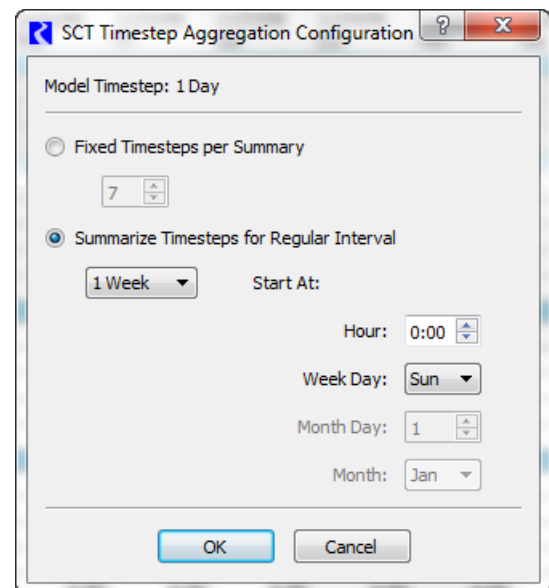 SCT Timestep Aggregation Configuration
Model Timestep: 1 Day
Fixed Timesteps per Summary
7
Summarize Timesteps for Regular Interval
1 Week Start At:
Hour: 0:00
Week Day: Sun
Month Day: 1
Month: Jan
OK Cancel